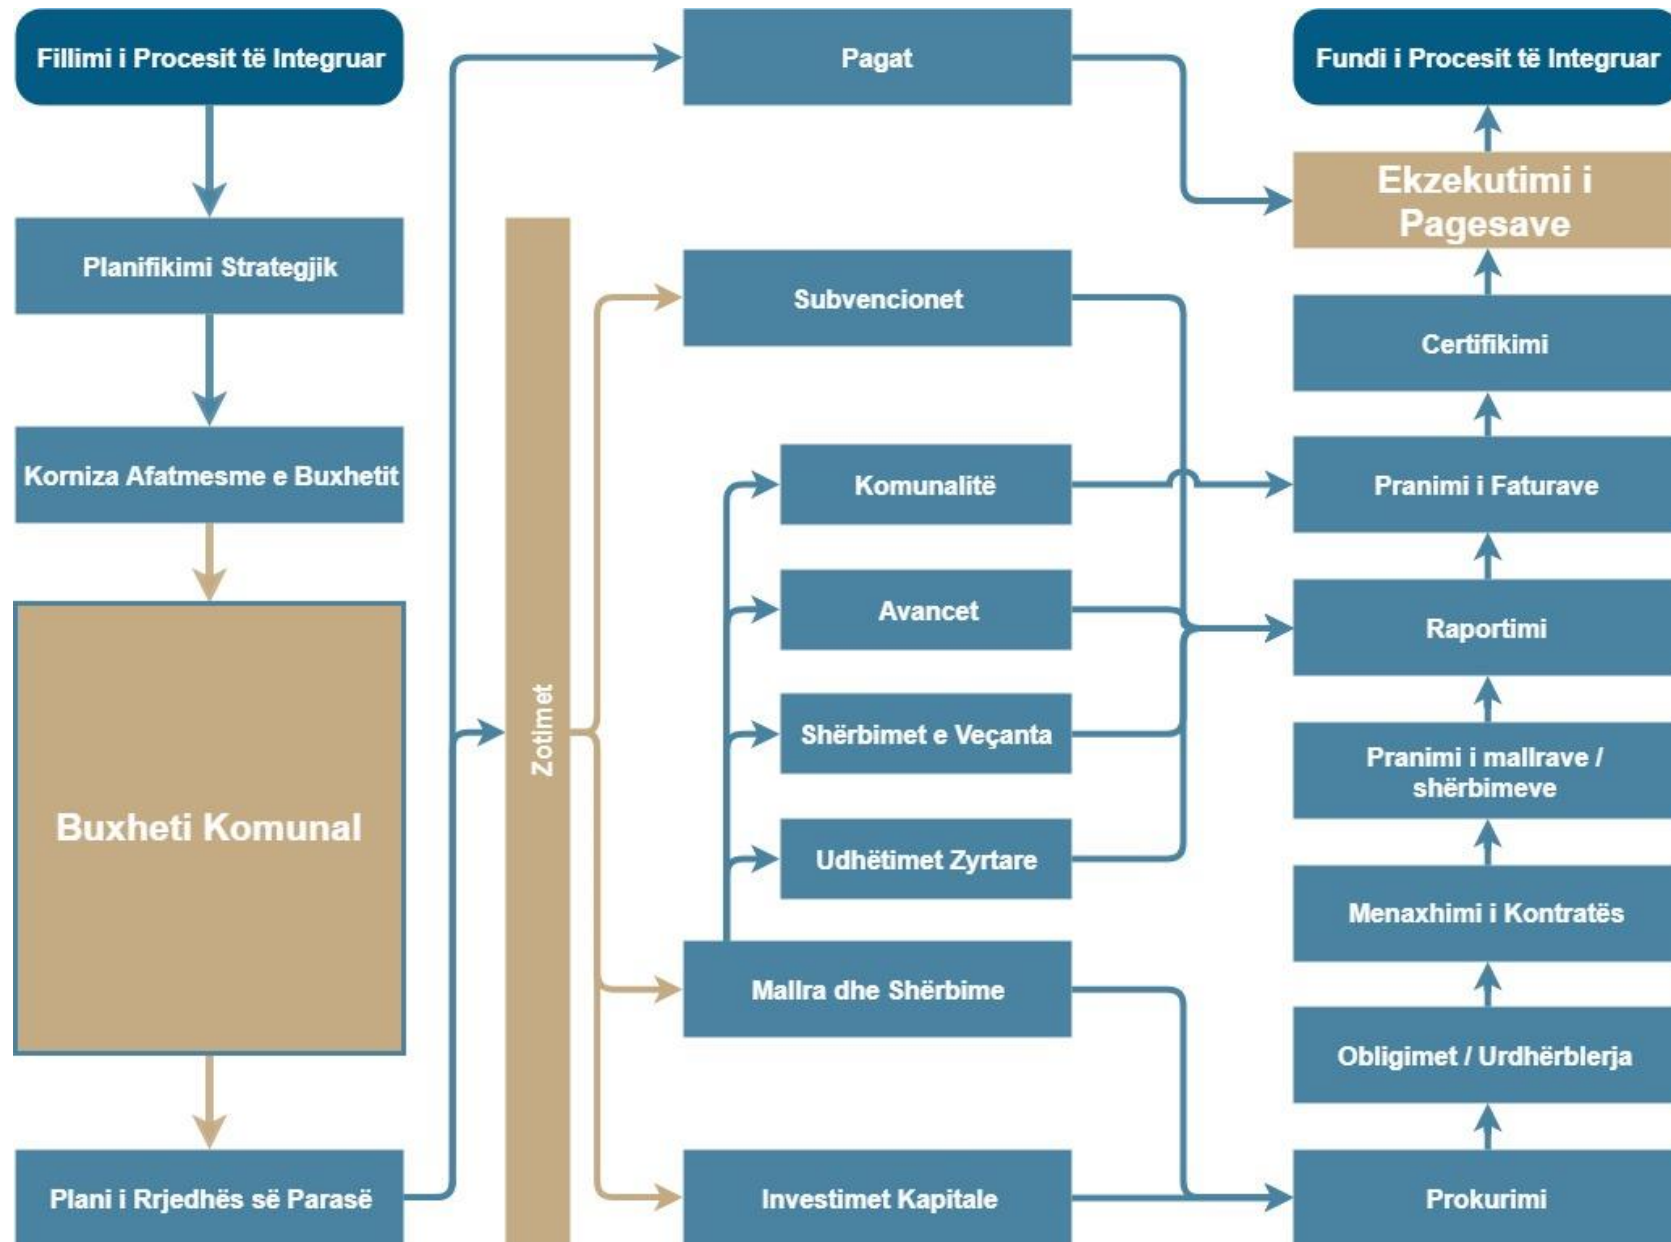 Fillimi i Procesit të Integruar
Planifikimi Strategjik
Korniza Afatmesme e Buxhetit
Buxheti Komunal
Plani i Rrjedhës së Parasë
Zotimet
Pagat
Subvencionet
Komunalitë
Avancet
Shërbimet e Veçanta
Udhëtimet Zyrtare
Mallra dhe Shërbime
Investimet Kapitale
Fundi i Procesit të Integruar
Ekzekutimi i
Pagesave
Certifikimi
Pranimi i Faturave
Raportimi
Pranimi i mallrave /
shërbimeve
Menaxhimi i Kontratës
Obligimet / Urdhërblerja
Prokurimi